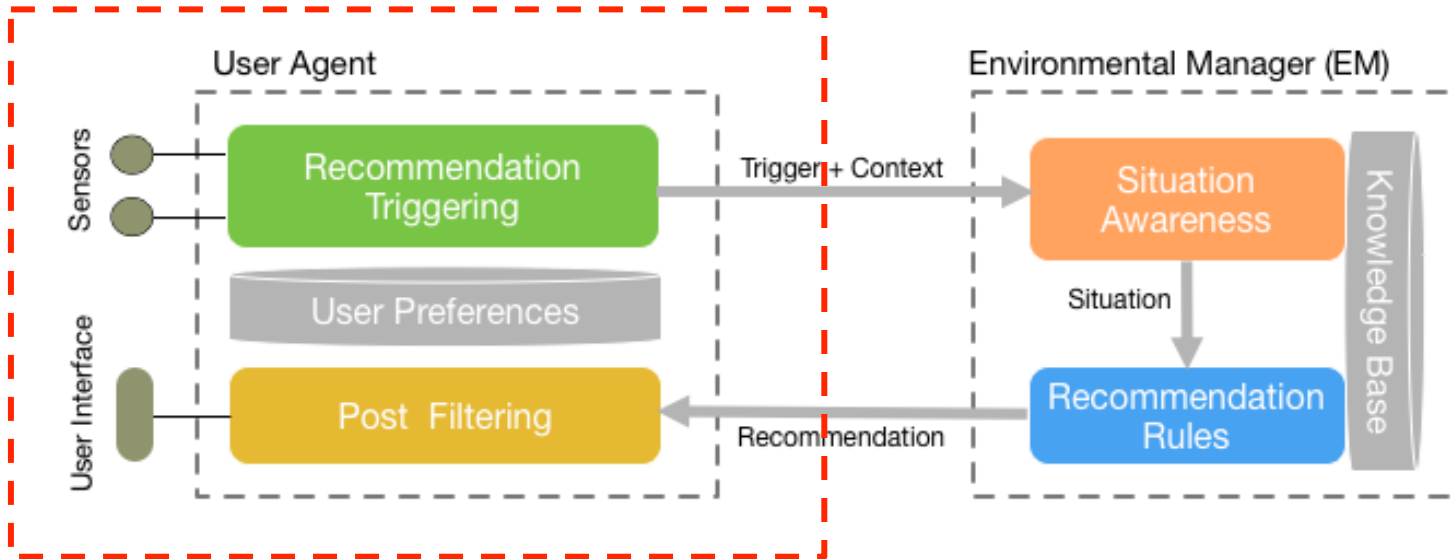 User Agent
Environmental Manager (EM)
Sensors
Recommendation
Triggering
Trigger + Context
Situation
Awareness
Knowledge Base
User Preferences
Situation
User Interface
Post Filtering
Recommendation
Recommendation
Rules